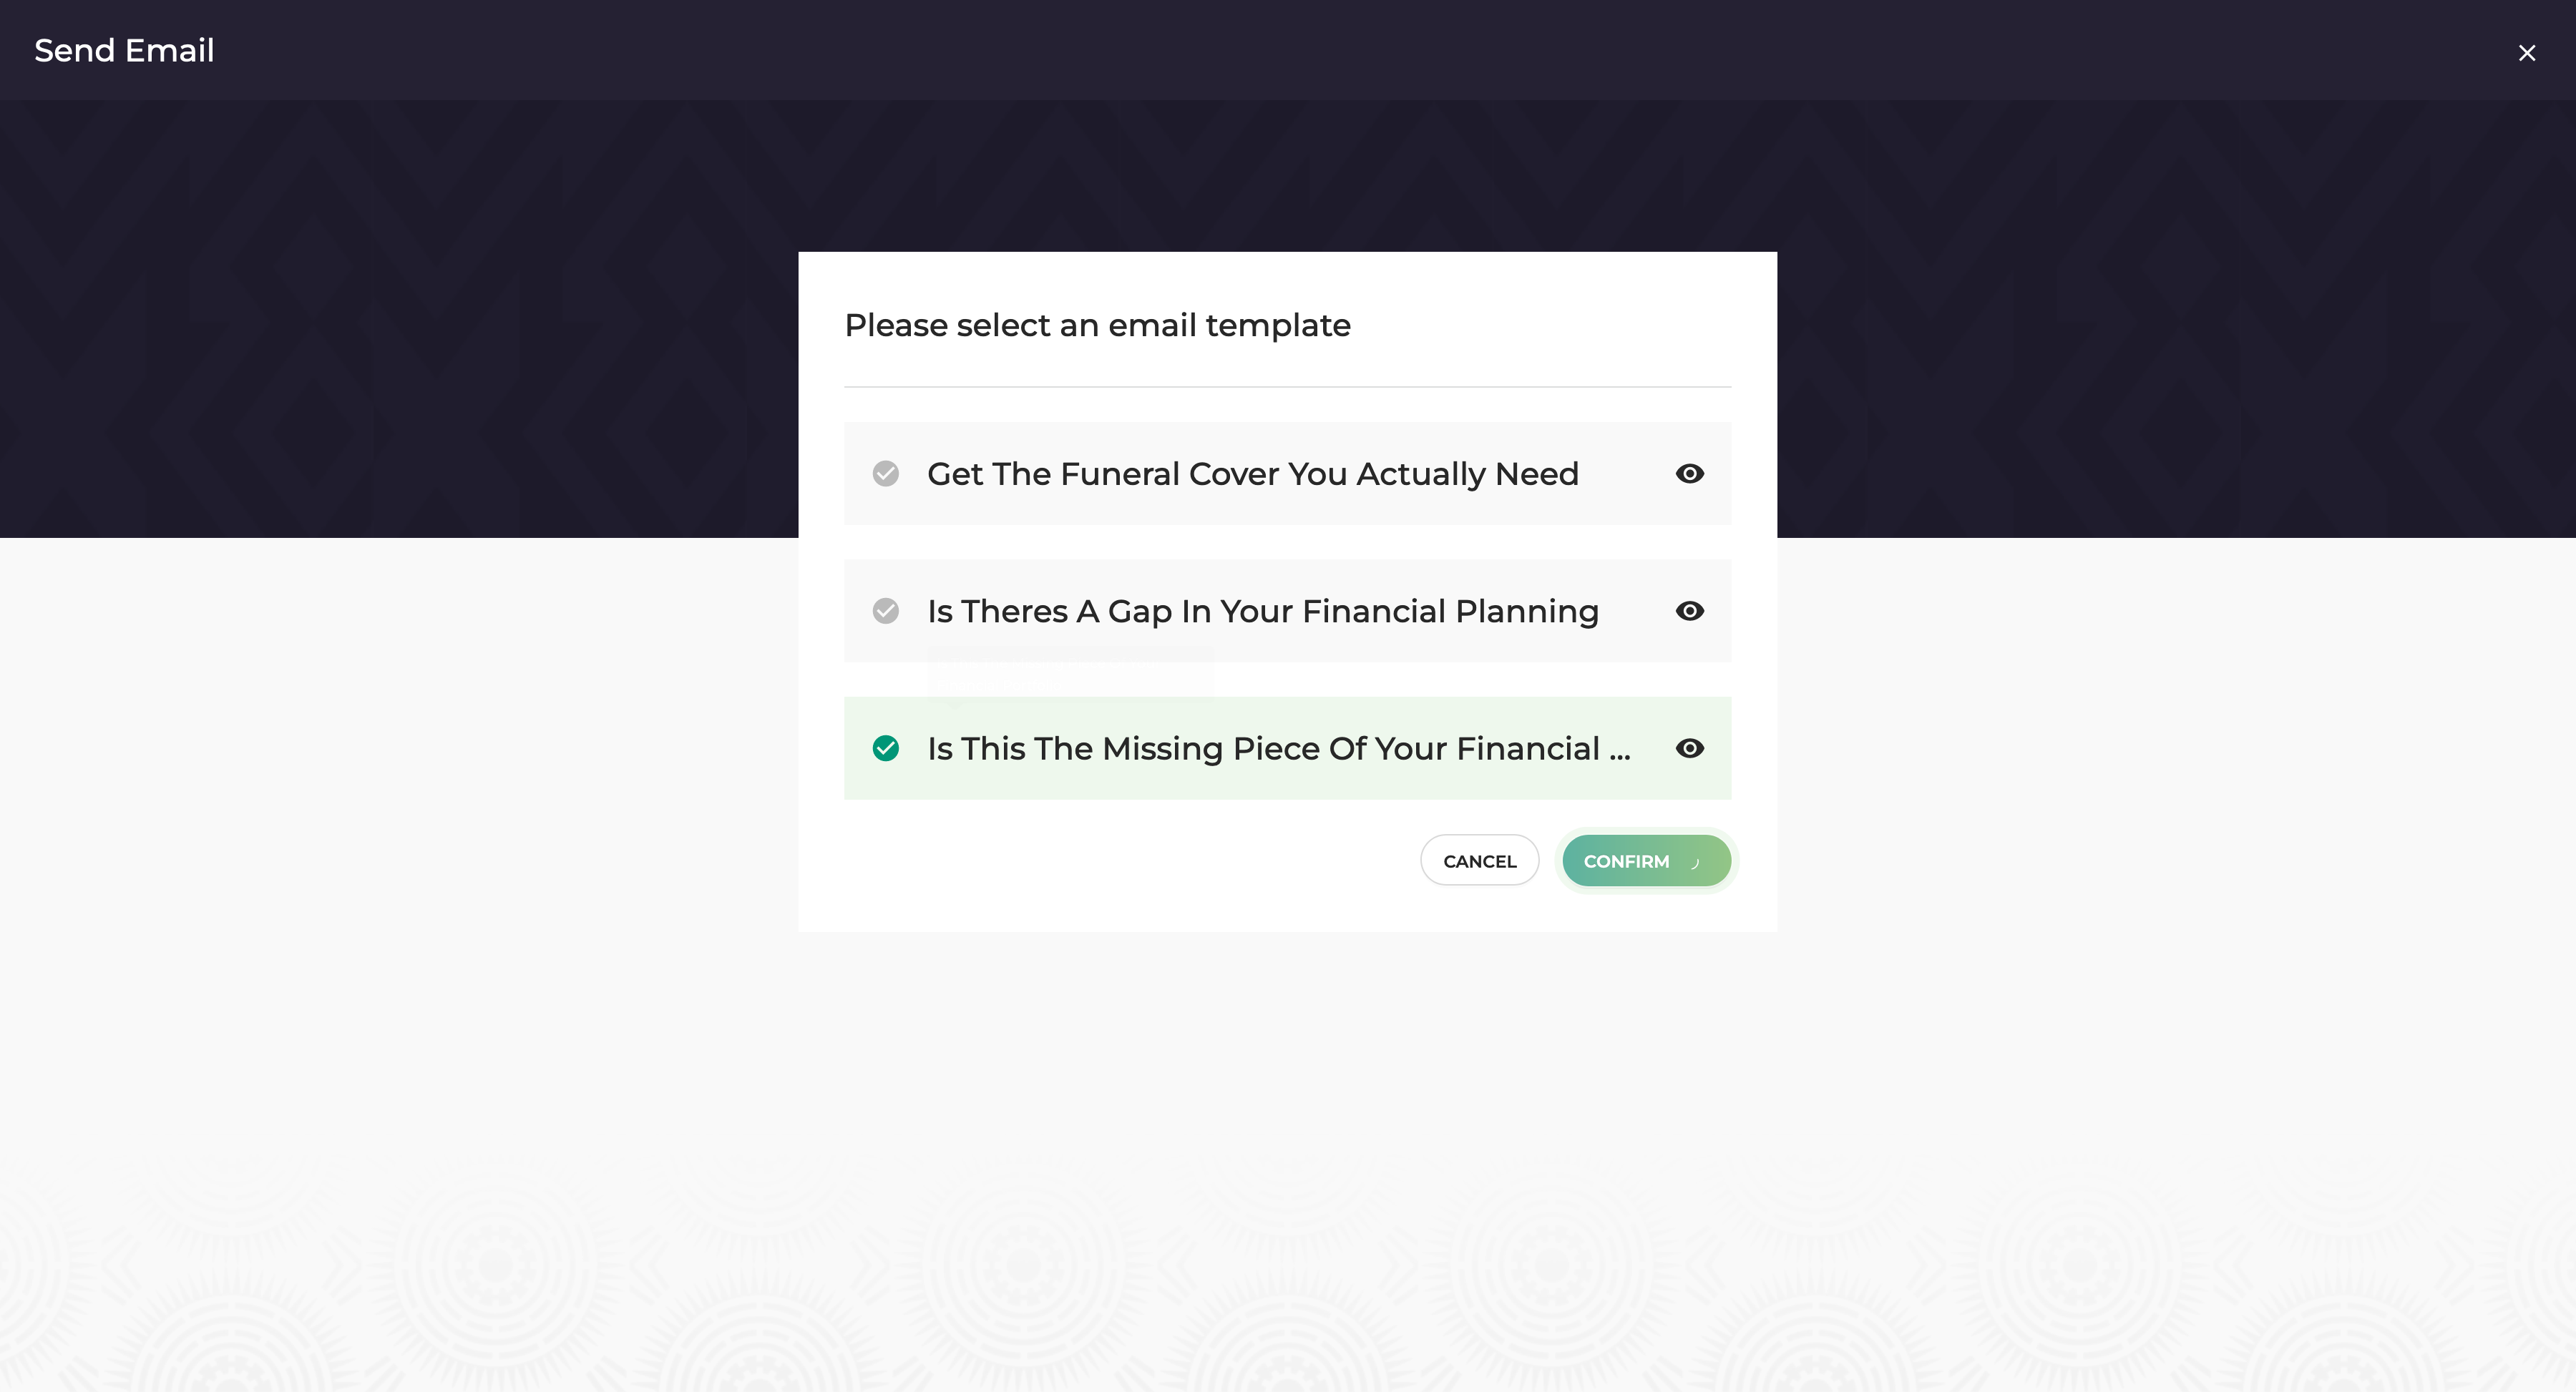 Send Email
Please select an email template
Get The Funeral Cover You Actually Need
Is Theres A Gap In Your Financial Planning
Is This The Missing Piece Of Your Financial ...
CANCEL
CONFIRM